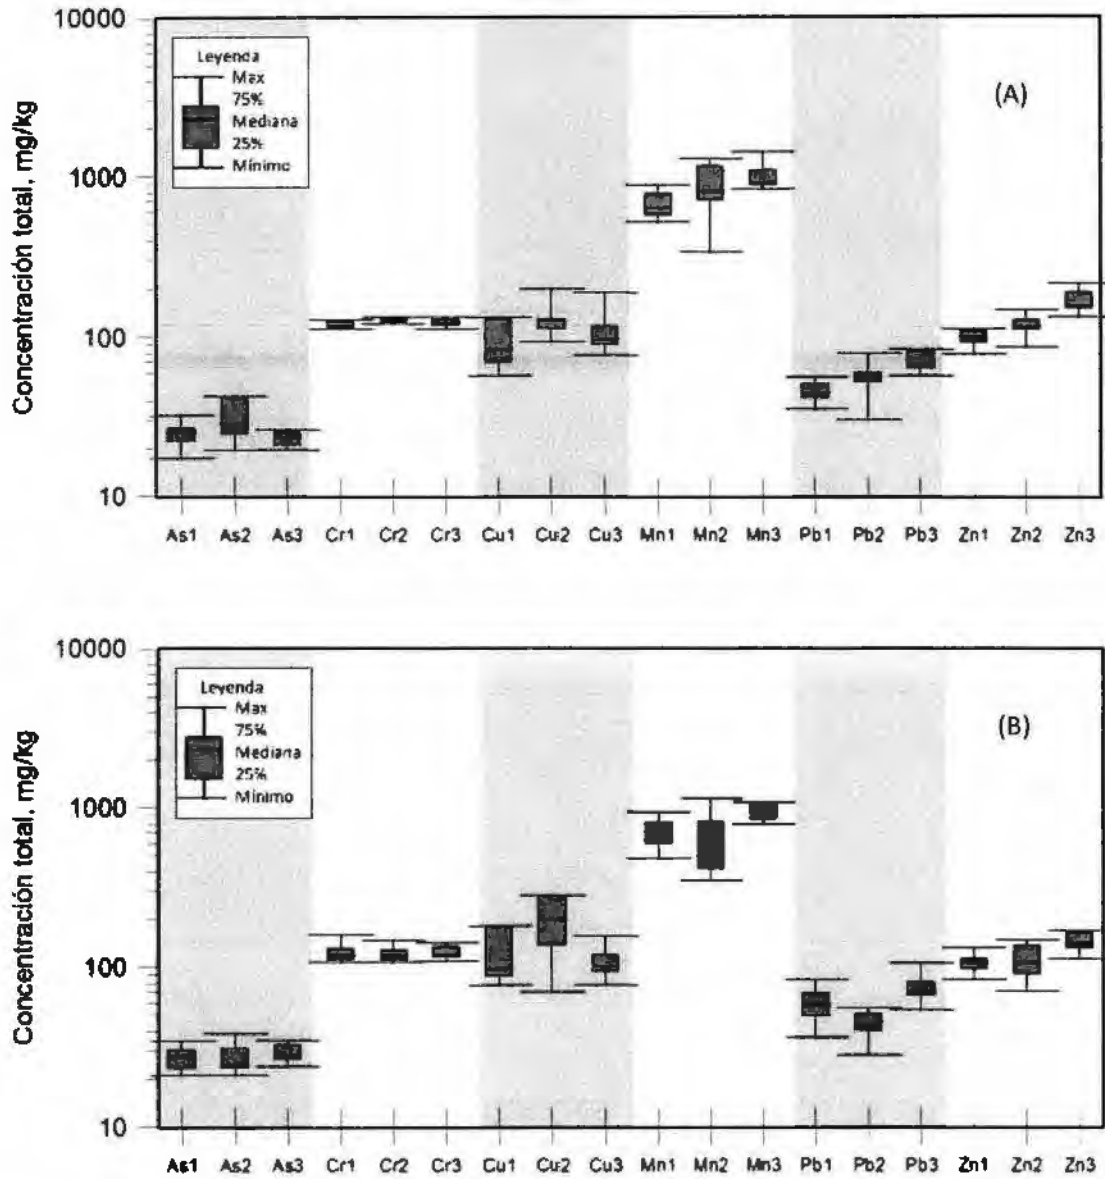 10000
1000
100
10
Concentración total, mg/kg
Leyenda
Max
75%
Mediana
25%
Mínimo
(A)
As1 As2 As3 Cr1 Cr2 Cr3 Cu1 Cu2 Cu3 Mn1 Mn2 Mn3 Pb1 Pb2 Pb3 Zn1 Zn2 Zn3
10000
1000
100
10
Concentración total, mg/kg
Leyenda
Max
75%
Mediana
25%
Mínimo
(B)
As1 As2 As3 Cr1 Cr2 Cr3 Cu1 Cu2 Cu3 Mn1 Mn2 Mn3 Pb1 Pb2 Pb3 Zn1 Zn2 Zn3